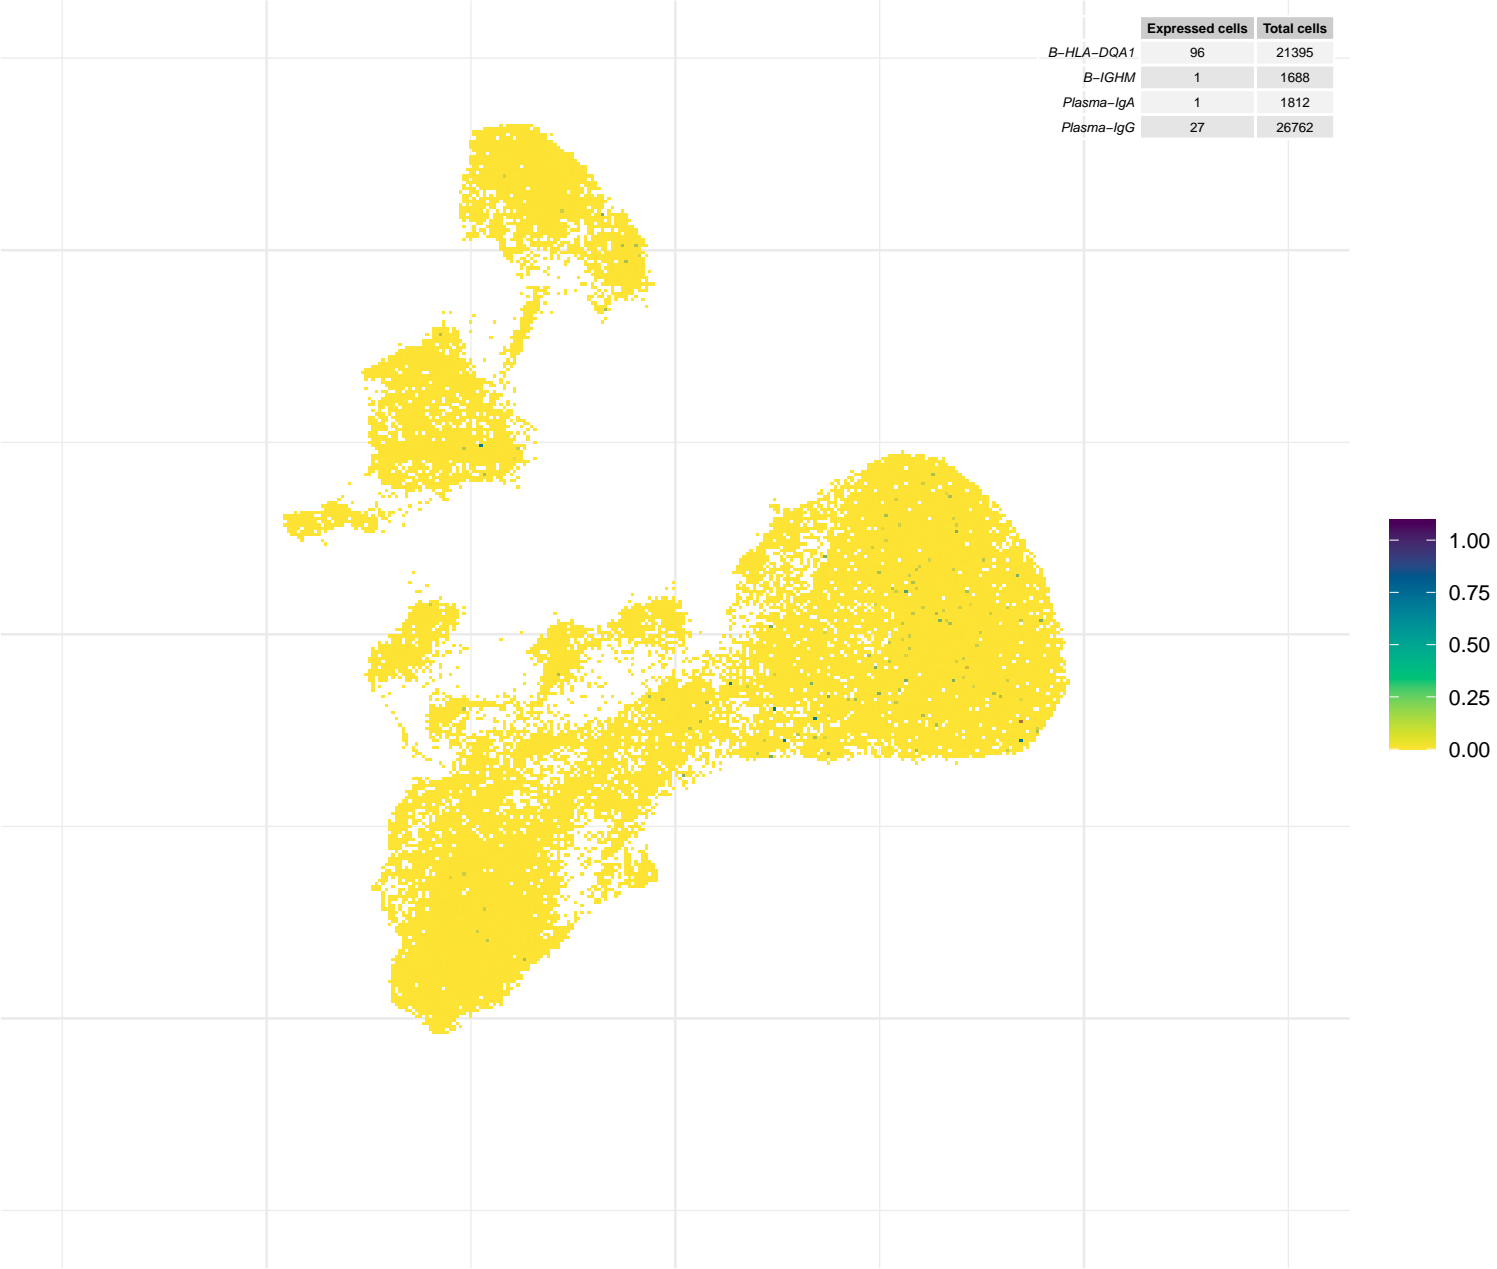 Expressed cells Total cells
B−HLA−DQA1 96 21395
B−IGHM 1 1688
Plasma−IgA 1 1812
Plasma−IgG 27 26762
1.00
0.75
0.50
0.25
0.00